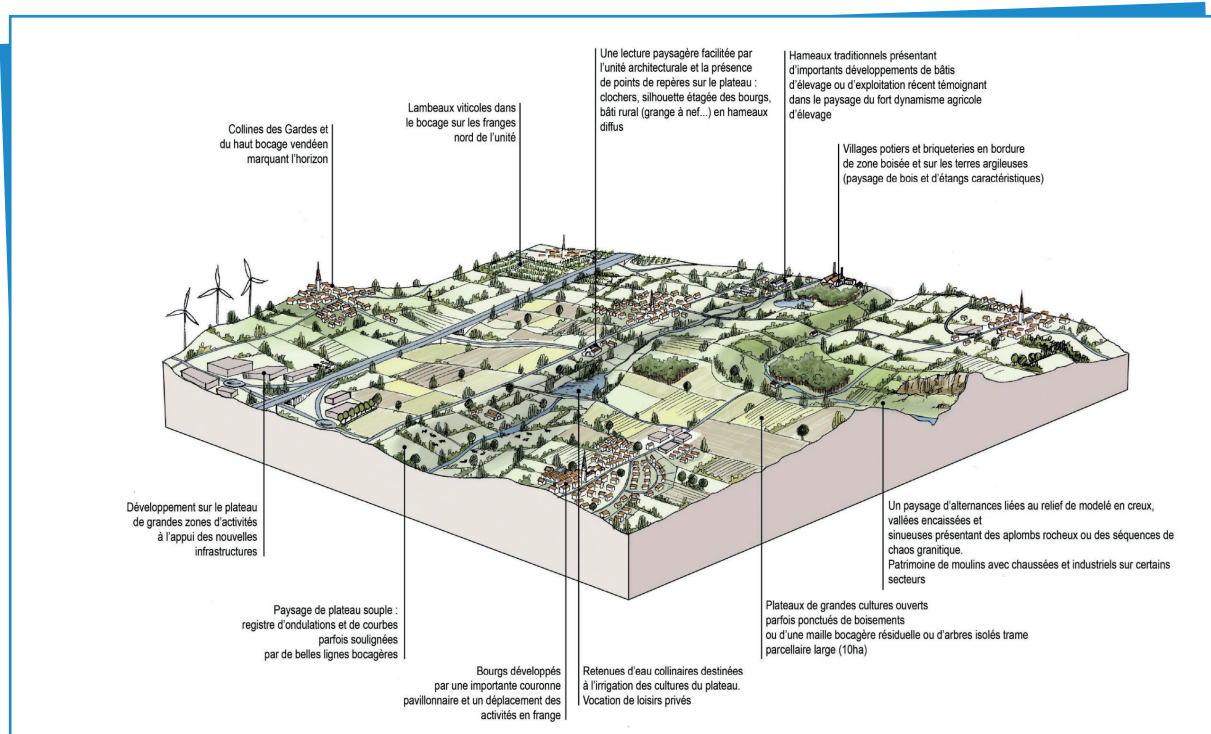 Une lecture paysagère facilitée par
l'unité architecturale et la présence
de points de repères sur le plateau :
clochers, silhouette étagée des bourgs,
bâti rural (grange à nef...) en hameaux
diffus
Hameaux traditionnels présentant
d'importants développements de bâtis
d'élevage ou d'exploitation récent témoignant
dans le paysage du fort dynamisme agricole
d'élevage
Lambeaux viticoles dans
le bocage sur les franges
nord de l'unité
Collines des Gardes et
du haut bocage vendéen
marquant l'horizon
Villages potiers et briqueteries en bordure
de zone boisée et sur les terres argileuses
(paysage de bois et d'étangs caractéristiques)
Développement sur le plateau
de grandes zones d'activités
à l'appui des nouvelles
infrastructures
Un paysage d'alternances liées au relief de modelé en creux,
vallées encaissées et
sinueuses présentant des aplombs rocheux ou des séquences de
chaos granitique.
Patrimoine de moulins avec chaussées et industriels sur certains
secteurs
Paysage de plateau souple :
registre d'ondulations et de courbes
parfois soulignées
par de belles lignes bocagères
Plateaux de grandes cultures ouverts
parfois ponctués de boisements
ou d'une maille bocagère résiduelle ou d'arbres isolés trame
parcellaire large (10ha)
Bourgs développés
par une importante couronne
pavillonnaire et un déplacement des
activités en frange
Retenues d'eau collinaires destinées
à l'irrigation des cultures du plateau.
Vocation de loisirs privés